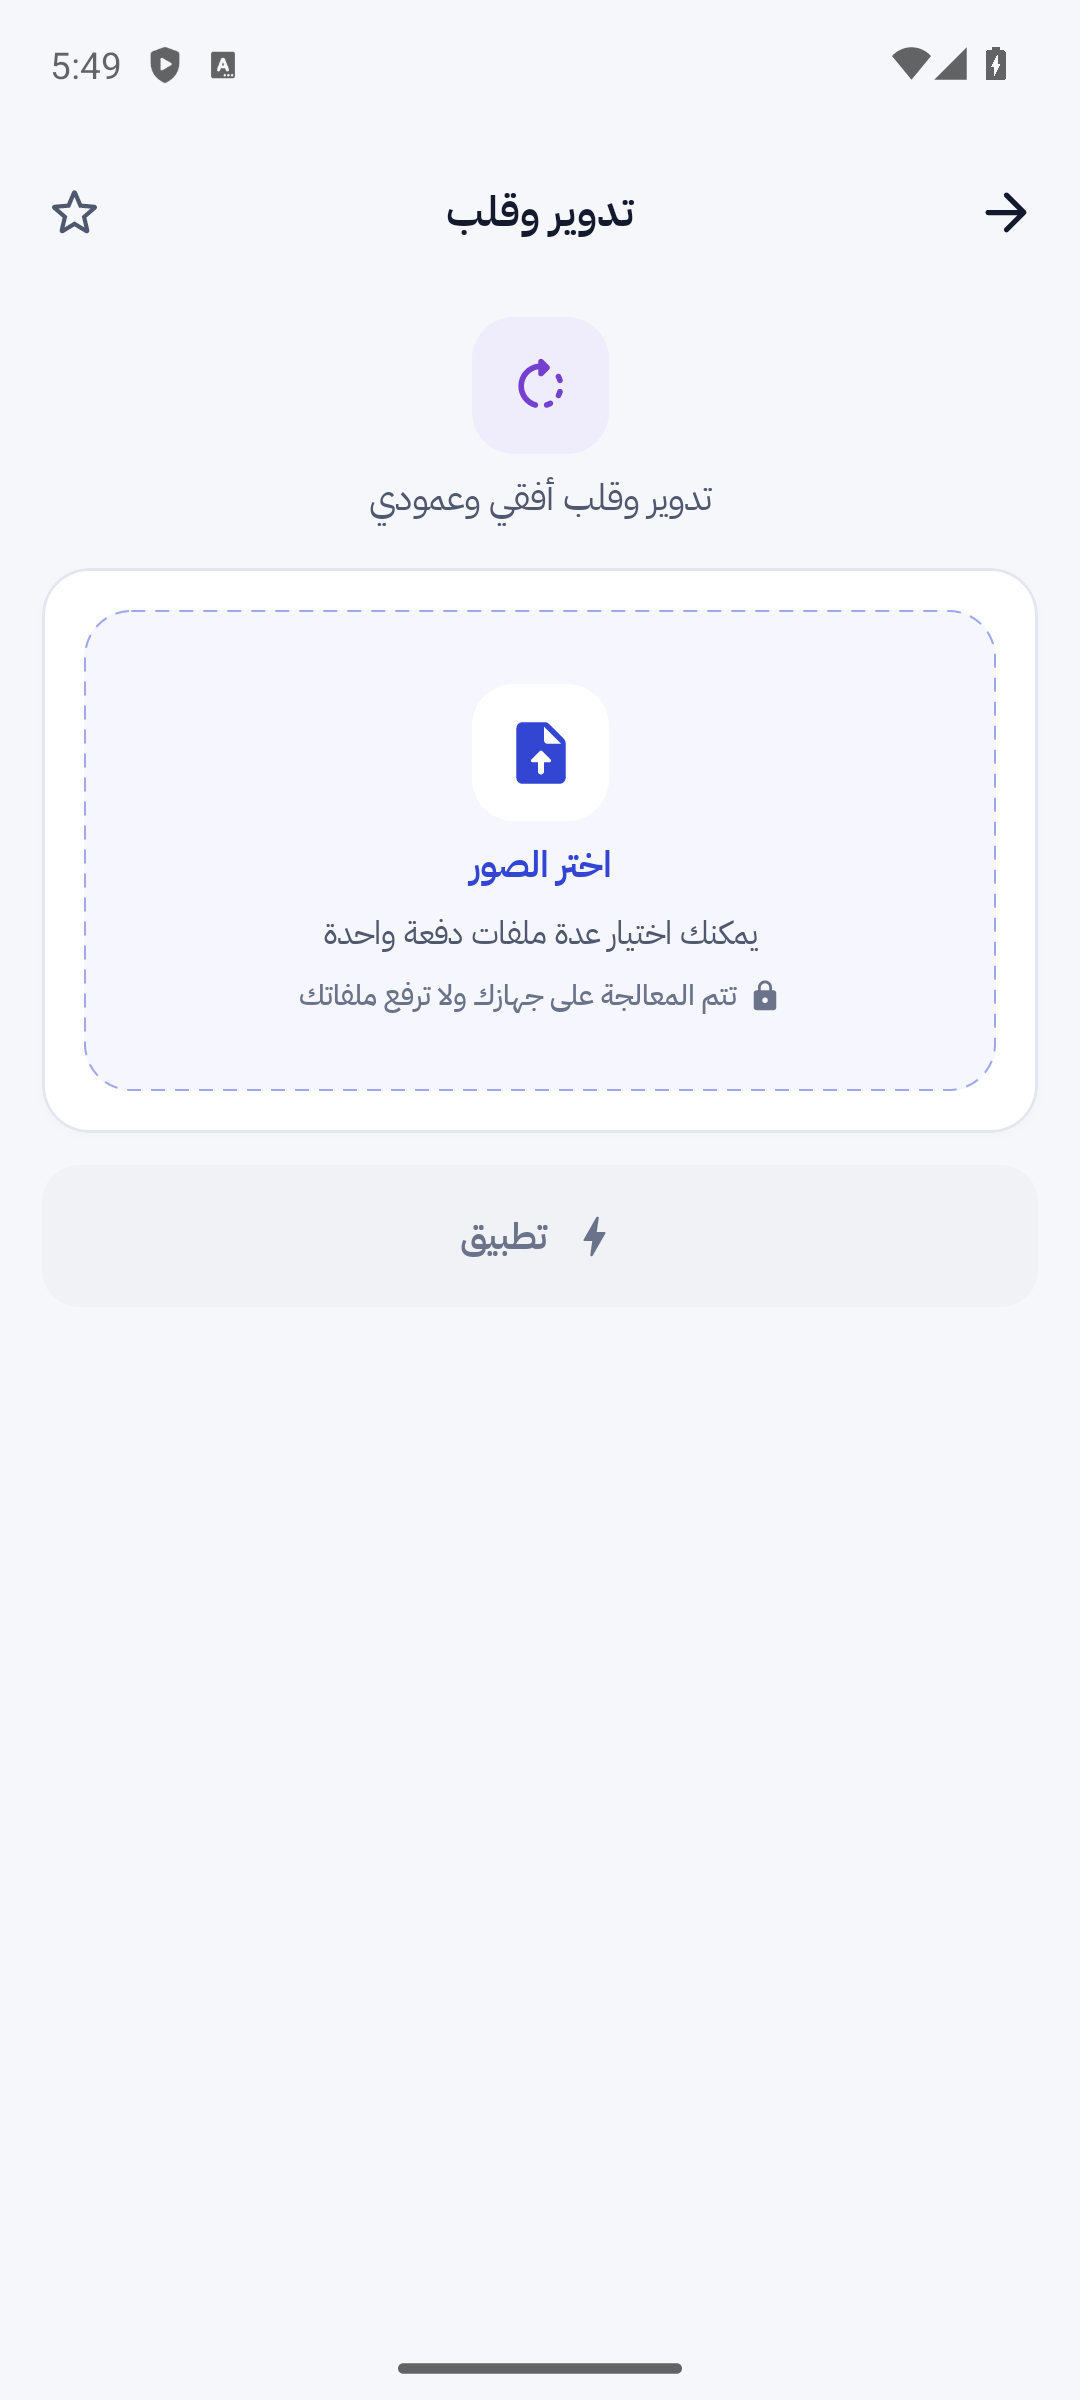 5:49
تدوير وقلب
تدوير وقلب أفقي وعمودي
اختر الصور
يمكنك اختيار عدة ملفات دفعة واحدة
تتم المعالجة على جهازك ولا ترفع ملفاتك
تطبيق